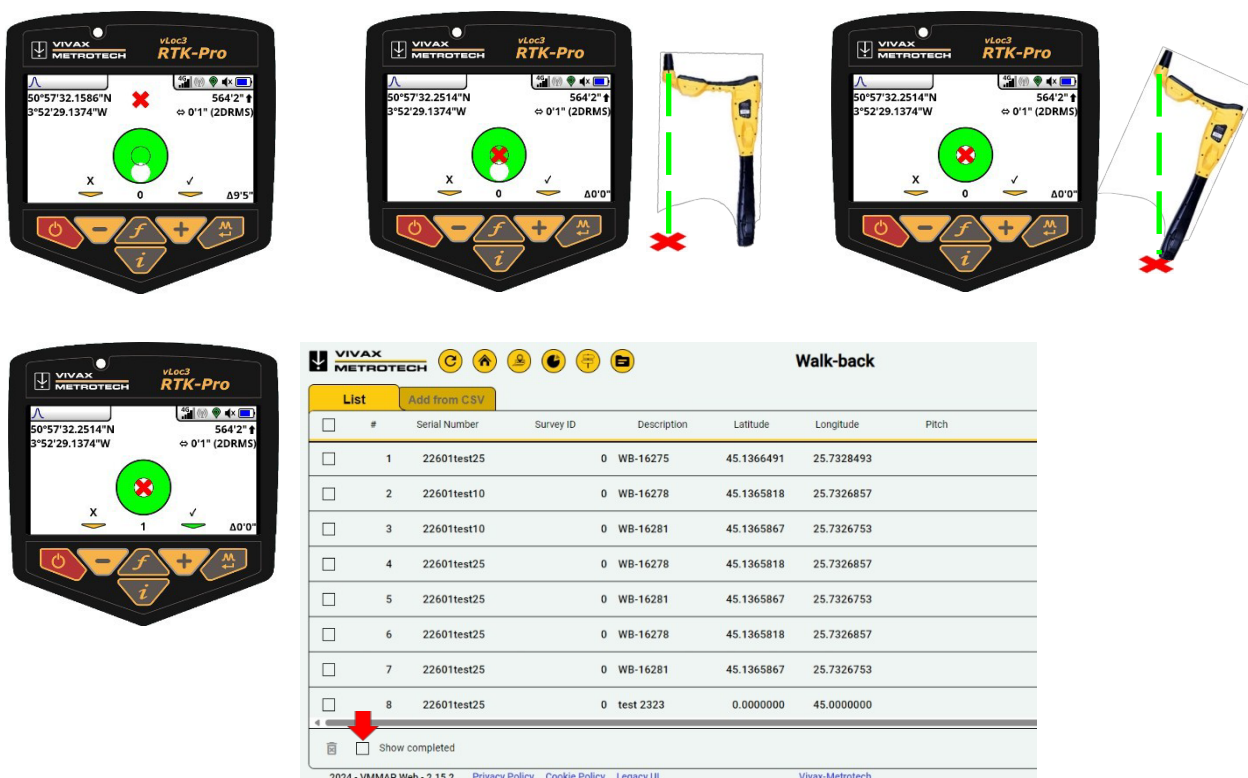 VIVAX
METROTECH
vLoc3
RTK-Pro
4G
50°57'32.1586"N
564'2"
3°52'29.1374"W
0'1" (2DRMS)
X
0
✓
Δ9'5"
f
i
VIVAX
METROTECH
vLoc3
RTK-Pro
4G
50°57'32.2514"N
564'2"
3°52'29.1374"W
0'1" (2DRMS)
X
0
✓
Δ0'0"
f
i
VIVAX
METROTECH
vLoc3
RTK-Pro
4G
50°57'32.2514"N
564'2"
3°52'29.1374"W
0'1" (2DRMS)
X
0
✓
Δ0'0"
f
i
VIVAX
METROTECH
vLoc3
RTK-Pro
4G
50°57'32.2514"N
564'2"
3°52'29.1374"W
0'1" (2DRMS)
X
1
✓
Δ0'0"
f
i
VIVAX
METROTECH
Walk-back
List
Add from CSV
# Serial Number Survey ID Description Latitude Longitude Pitch
1 22601test25 0 WB-16275 45.1366491 25.7328493
2 22601test10 0 WB-16278 45.1365818 25.7326857
3 22601test10 0 WB-16281 45.1365867 25.7326753
4 22601test25 0 WB-16278 45.1365818 25.7326857
5 22601test25 0 WB-16281 45.1365867 25.7326753
6 22601test25 0 WB-16278 45.1365818 25.7326857
7 22601test25 0 WB-16281 45.1365867 25.7326753
8 22601test25 0 test 2323 0.0000000 45.0000000
Show completed
2024 - VMMAP Web - 2.15.2 Privacy Policy Cookie Policy Legacy UI Vivax-Metrotech